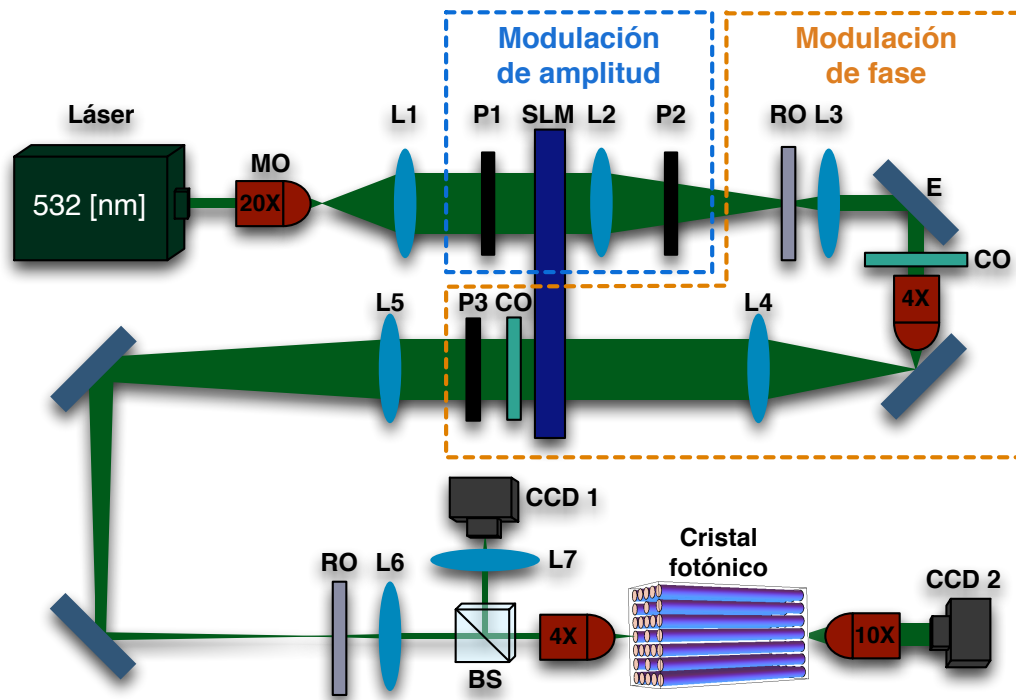 Modulación
de amplitud
Modulación
de fase
Láser
532 [nm]
MO
20X
L1
P1
SLM
L2
P2
RO
L3
E
CO
4X
L5
P3
CO
L4
CCD 1
L7
RO
L6
BS
4X
Cristal
fotónico
10X
CCD 2